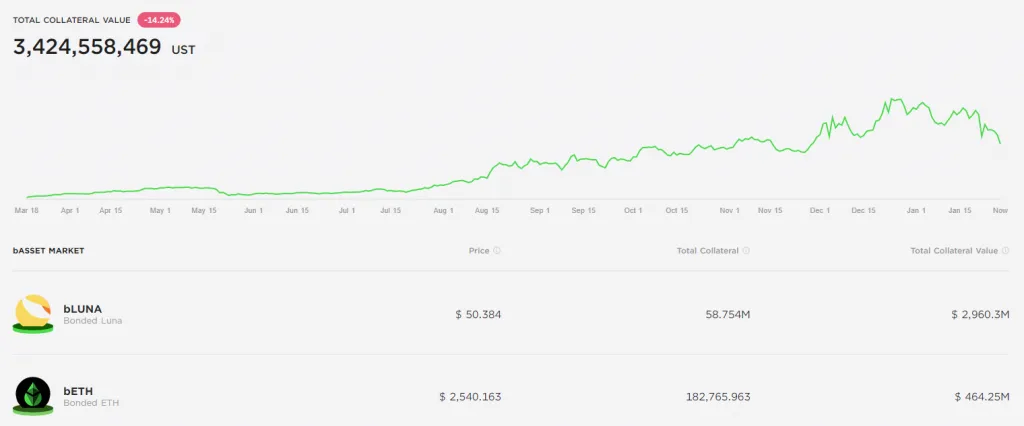 TOTAL COLLATERAL VALUE -14.24%
3,424,558,469 UST
Mar 18 Apr 1 Apr 15 May 1 May 15 Jun 1 Jun 15 Jul 1 Jul 15 Aug 1 Aug 15 Sep 1 Sep 15 Oct 1 Oct 15 Nov 1 Nov 15 Dec 1 Dec 15 Jan 1 Jan 15 Now
bASSET MARKET Price Total Collateral Total Collateral Value
bLUNA
Bonded Luna
$ 50.384 58.754M $ 2,960.3M
bETH
Bonded ETH
$ 2,540.163 182,765.963 $ 464.25M